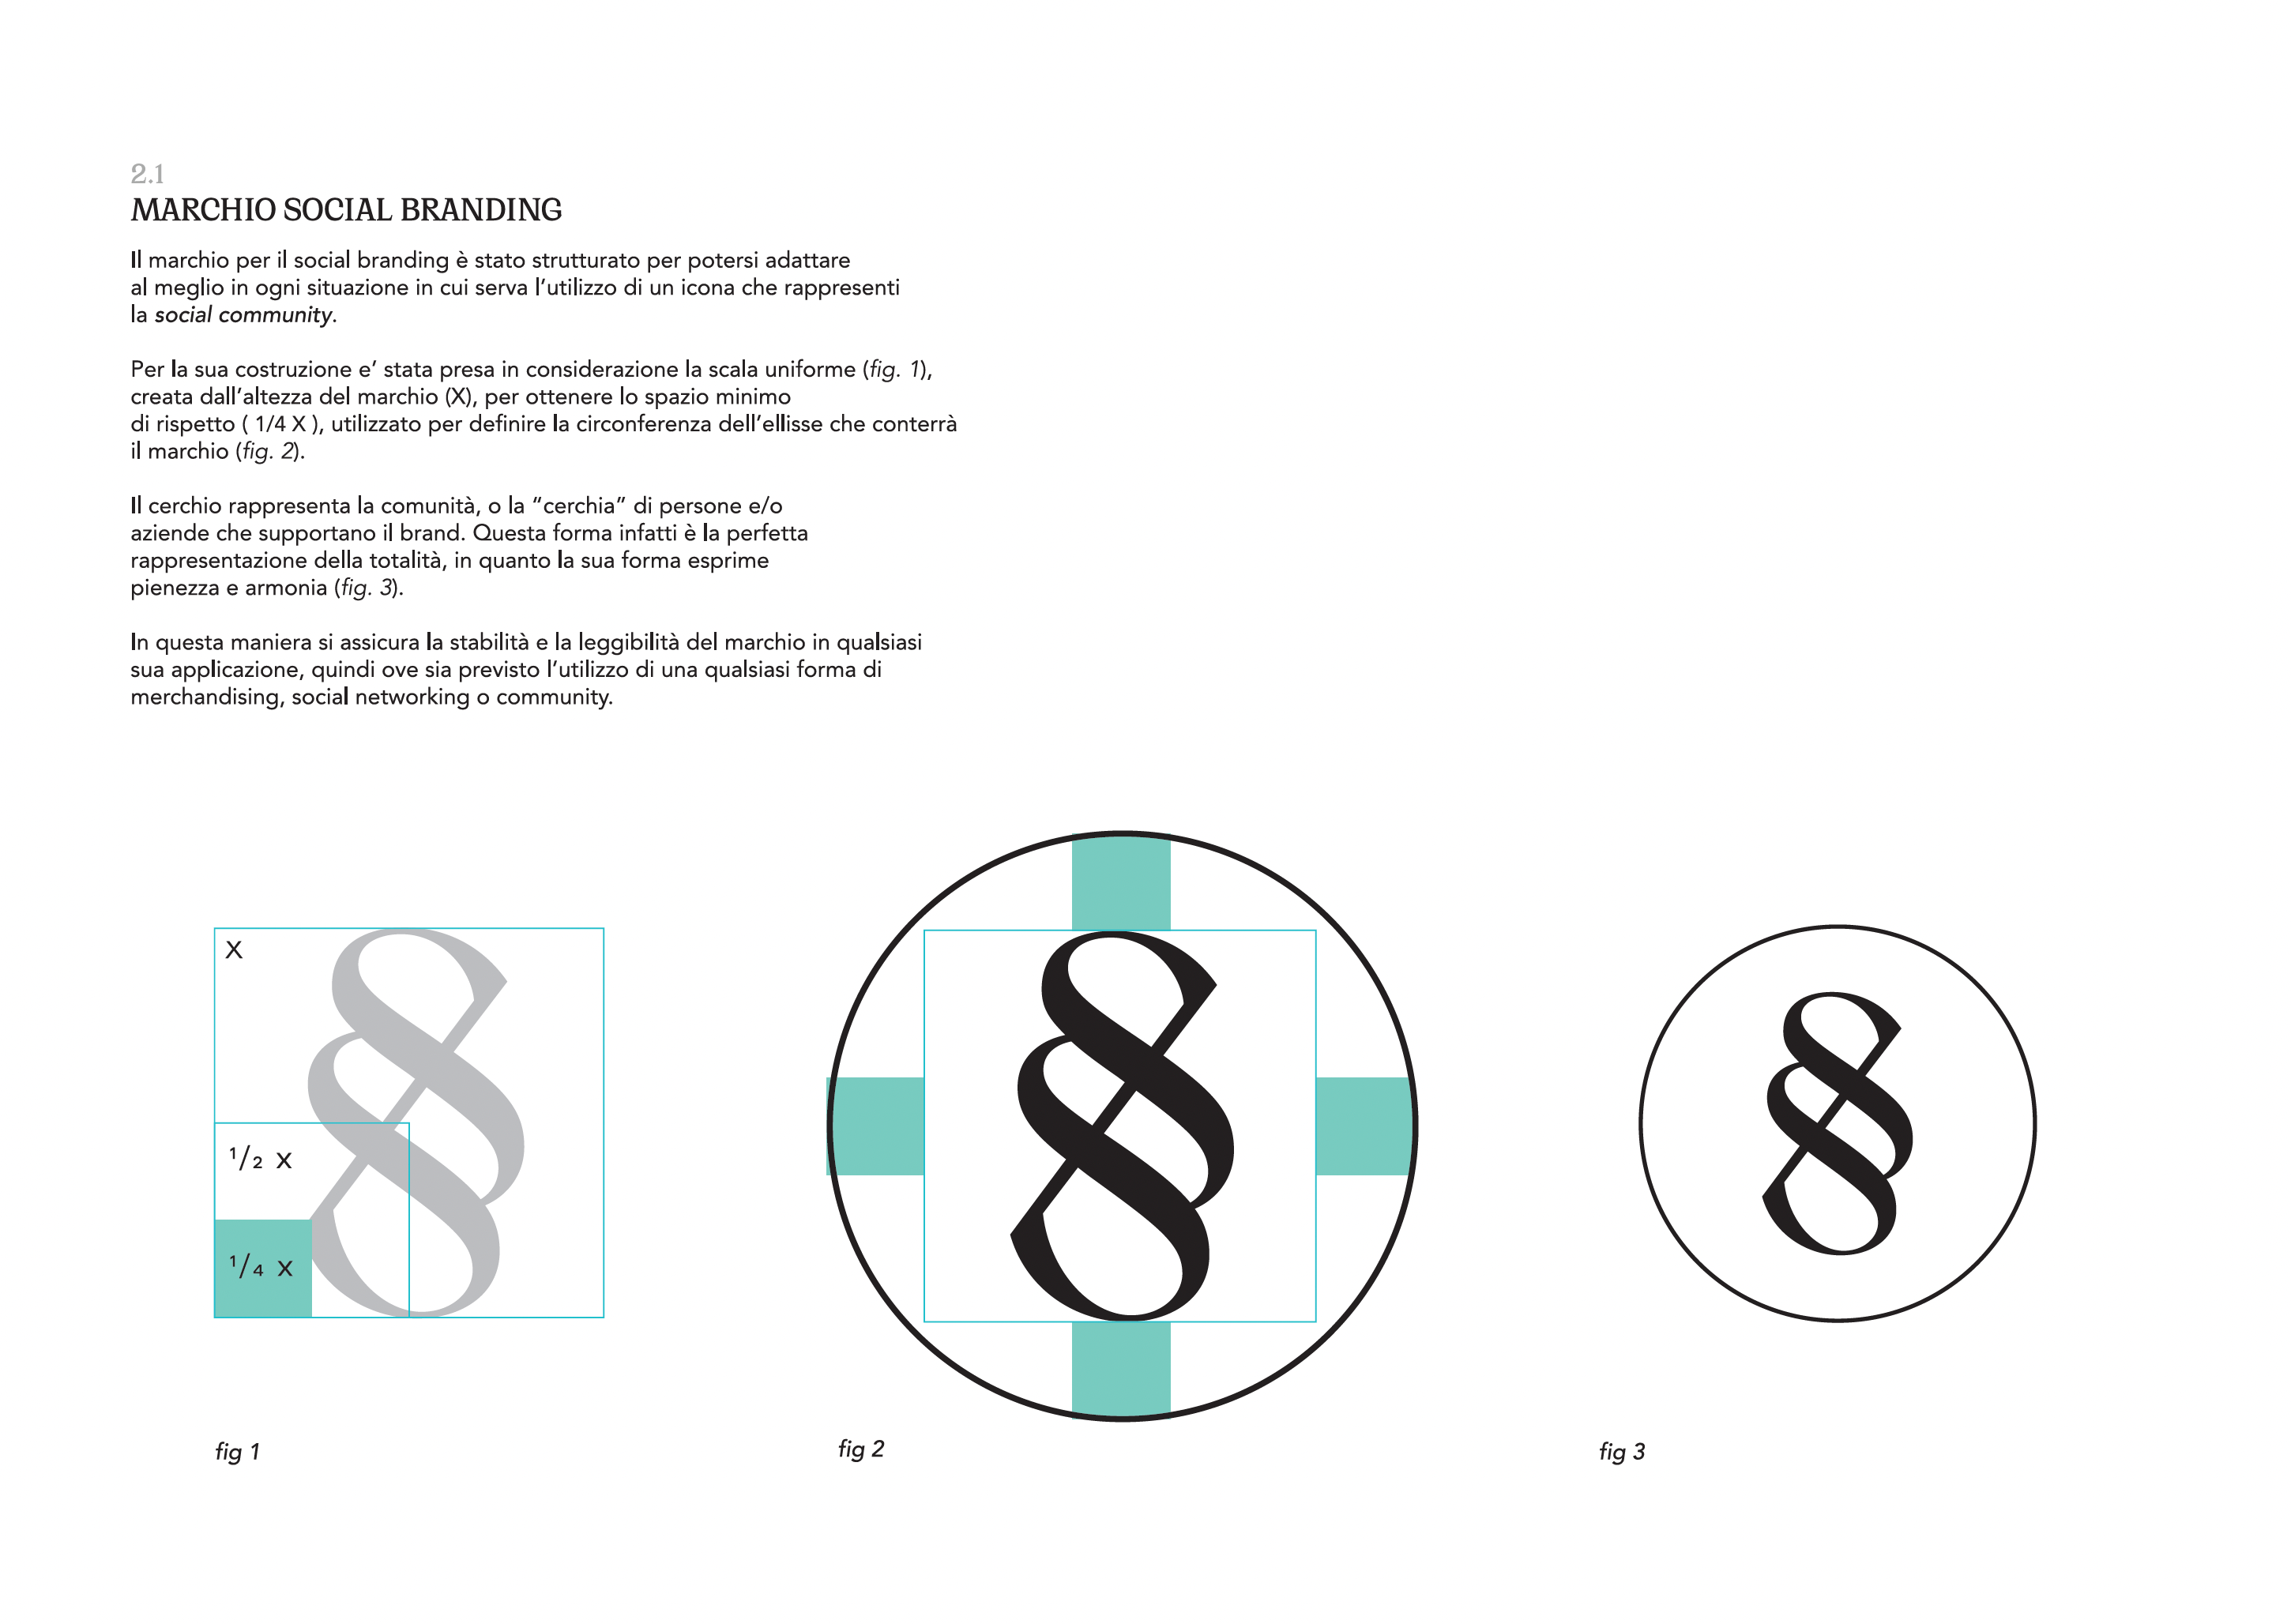 2.1
MARCHIO SOCIAL BRANDING
Il marchio per il social branding è stato strutturato per potersi adattare
al meglio in ogni situazione in cui serva l’utilizzo di un icona che rappresenti
la social community.
Per la sua costruzione e’ stata presa in considerazione la scala uniforme (fig. 1),
creata dall’altezza del marchio (X), per ottenere lo spazio minimo
di rispetto ( 1/4 X ), utilizzato per definire la circonferenza dell’ellisse che conterrà
il marchio (fig. 2).
Il cerchio rappresenta la comunità, o la “cerchia” di persone e/o
aziende che supportano il brand. Questa forma infatti è la perfetta
rappresentazione della totalità, in quanto la sua forma esprime
pienezza e armonia (fig. 3).
In questa maniera si assicura la stabilità e la leggibilità del marchio in qualsiasi
sua applicazione, quindi ove sia previsto l’utilizzo di una qualsiasi forma di
merchandising, social networking o community.
X
1/2 X
1/4 X
fig 1
fig 2
fig 3